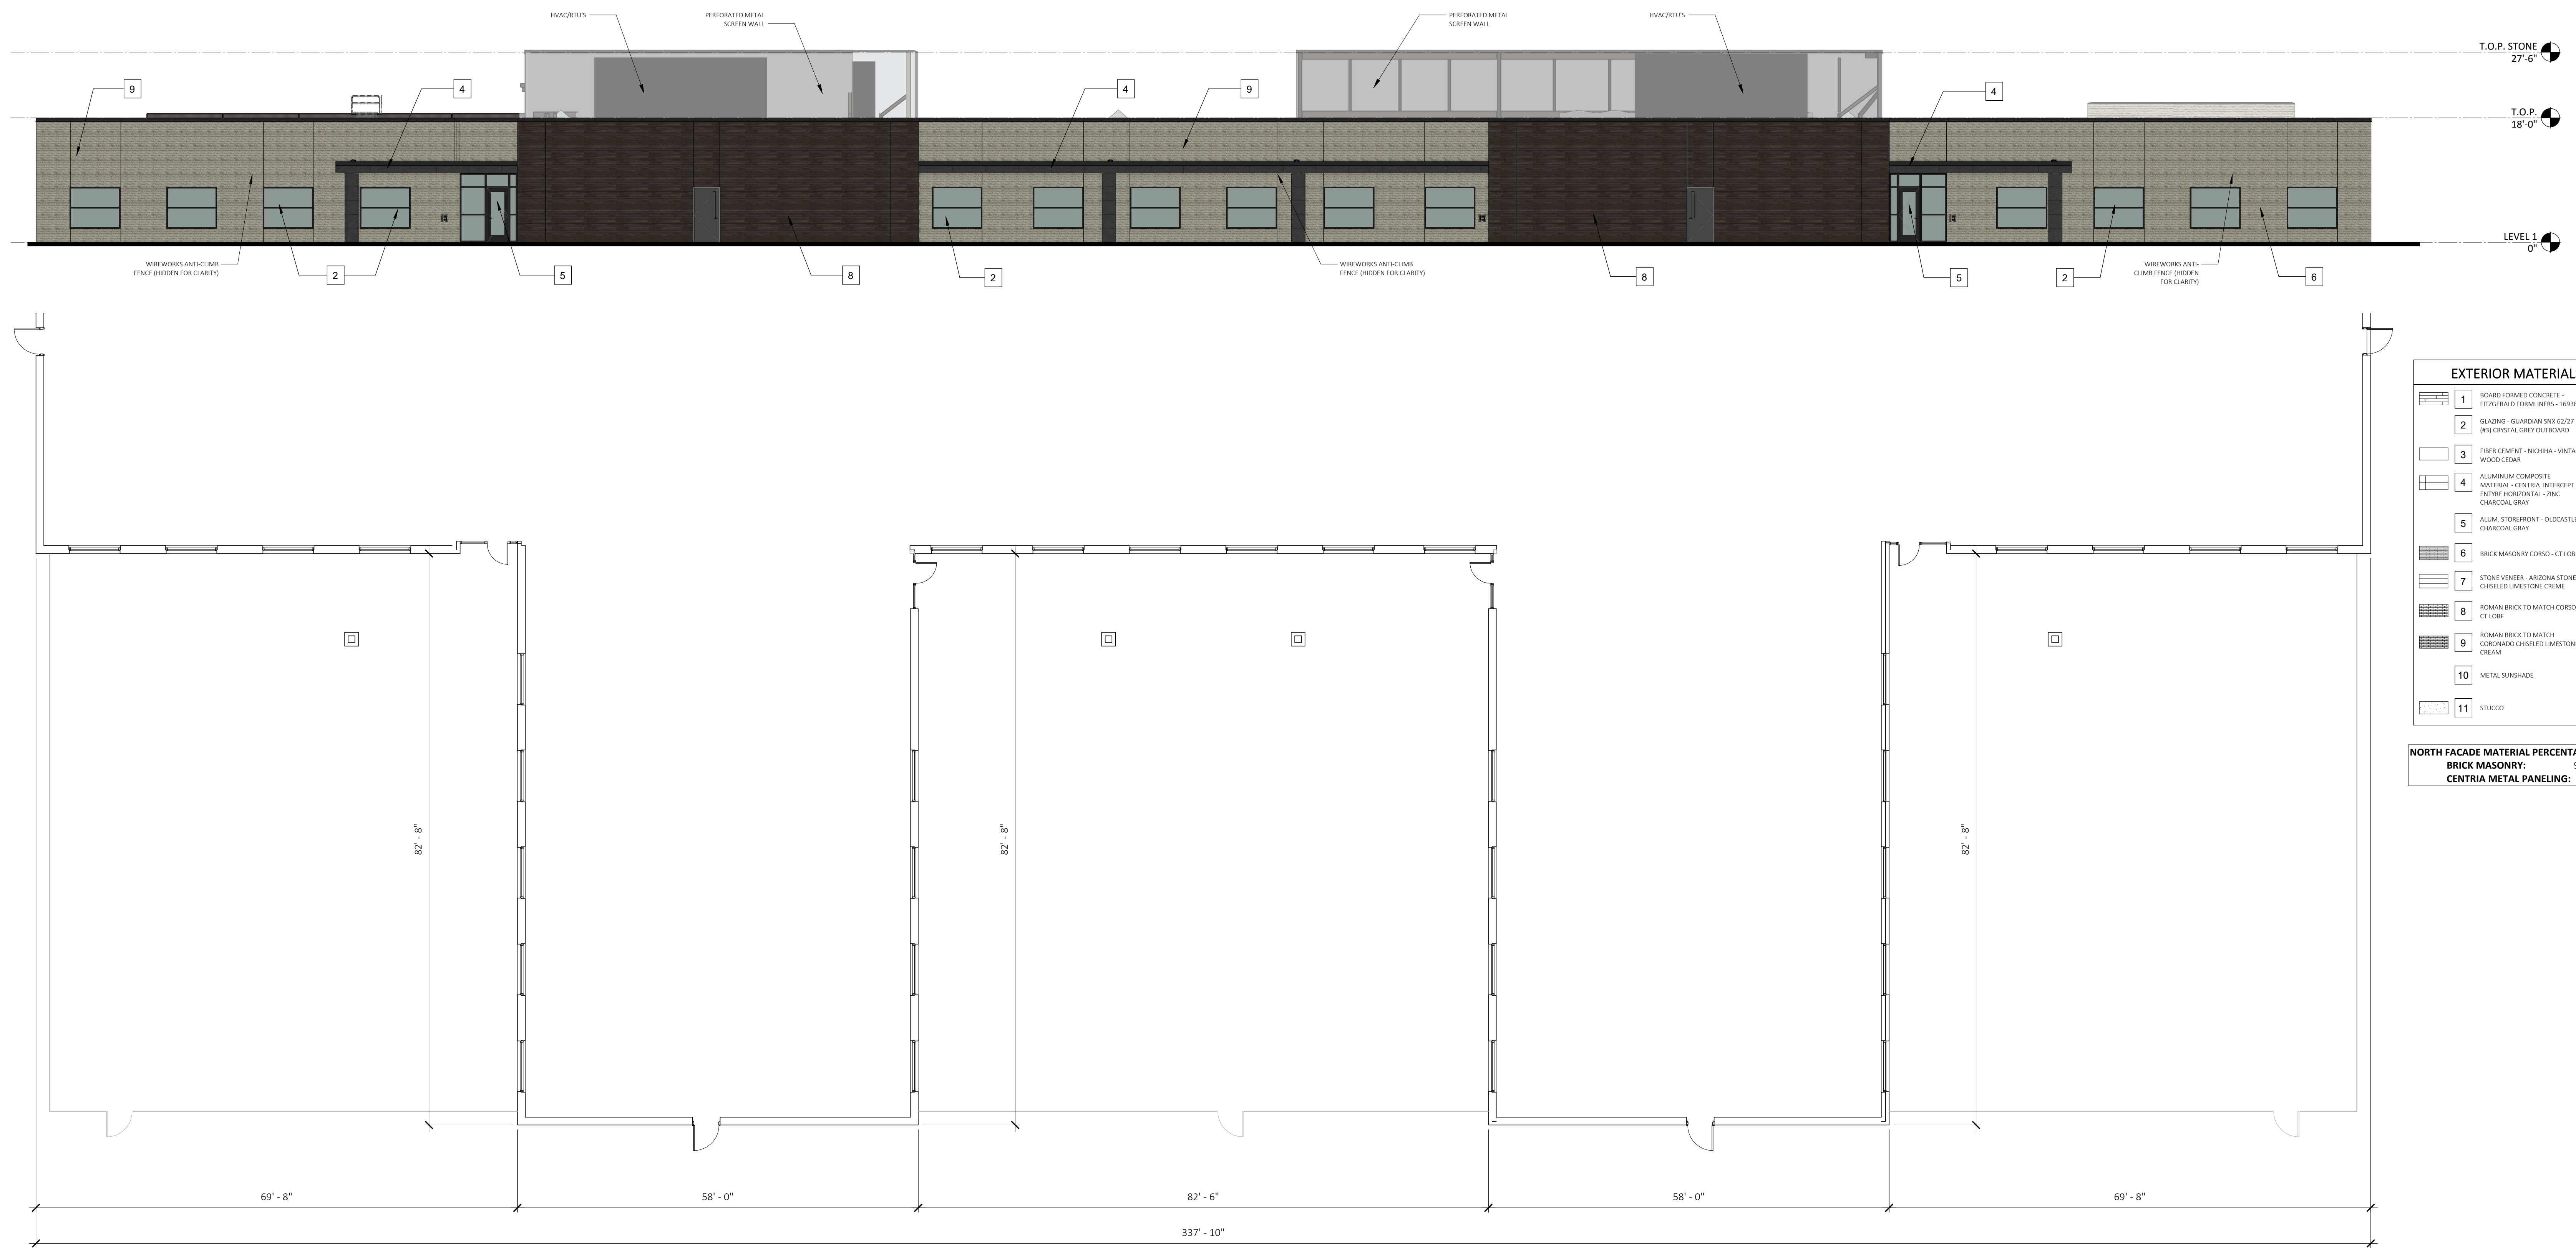 HVAC/RTU'S
PERFORATED METAL
SCREEN WALL
PERFORATED METAL
SCREEN WALL
HVAC/RTU'S
T.O.P. STONE
27'-6"
9
4
4
9
4
T.O.P.
18'-0"
LEVEL 1
0"
WIREWORKS ANTI-CLIMB
FENCE (HIDDEN FOR CLARITY)
2
5
8
2
WIREWORKS ANTI-CLIMB
FENCE (HIDDEN FOR CLARITY)
8
5
2
WIREWORKS ANTI-
CLIMB FENCE (HIDDEN
FOR CLARITY)
6
EXTERIOR MATERIAL
1
BOARD FORMED CONCRETE -
FITZGERALD FORMLINERS -
2
GLAZING - GUARDIAN SNX 62/27
(#3) CRYSTAL GREY OUTBOARD
3
FIBER CEMENT - NICHIHA - VINTA
WOOD CEDAR
4
ALUMINUM COMPOSITE
MATERIAL - CENTRIA INTERCEPT
ENTYRE HORIZONTAL - ZINC
CHARCOAL GRAY
5
ALUM. STOREFRONT - OLDCASTLE
CHARCOAL GRAY
6
BRICK MASONRY CORSO - CT LOB
7
STONE VENEER - ARIZONA STONE
CHISELED LIMESTONE CREME
8
ROMAN BRICK TO MATCH CORSO
CT LOBF
9
ROMAN BRICK TO MATCH
CORONADO CHISELED LIMESTON
CREAM
10
METAL SUNSHADE
11
STUCCO
NORTH FACADE MATERIAL PERCENTA
BRICK MASONRY:
CENTRIA METAL PANELING:
82' - 8"
82' - 8"
82' - 8"
69' - 8"
58' - 0"
82' - 6"
58' - 0"
69' - 8"
337' - 10"